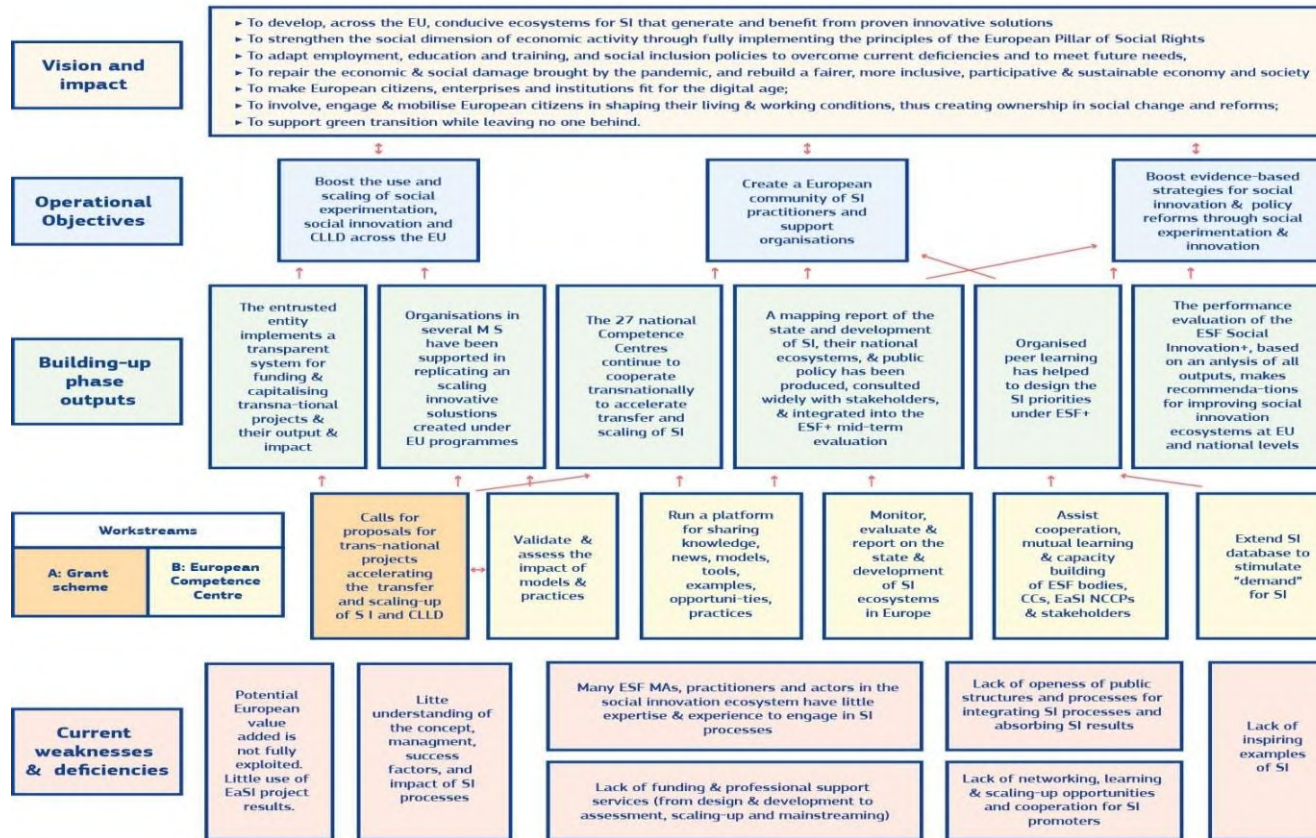 Vision and
impact
► To develop, across the EU, conducive ecosystems for SI that generate and benefit from proven innovative solutions
► To strengthen the social dimension of economic activity through fully implementing the principles of the European Pillar of Social Rights
► To adapt employment, education and training, and social inclusion policies to overcome current deficiencies and to meet future needs,
► To repair the economic & social damage brought by the pandemic, and rebuild a fairer, more inclusive, participative & sustainable economy and society
► To make European citizens, enterprises and institutions fit for the digital age;
► To involve, engage & mobilise European citizens in shaping their living & working conditions, thus creating ownership in social change and reforms;
► To support green transition while leaving no one behind.
Operational
Objectives
Boost the use and
scaling of social
experimentation,
social innovation and
CLLD across the EU
Create a European
community of SI
practitioners and
support
organisations
Boost evidence-based
strategies for social
innovation & policy
reforms through social
experimentation &
innovation
Building-up
phase
outputs
The entrusted
entity
implements a
transparent
system for
funding &
capitalising
transna-tional
projects &
their output &
impact
Organisations in
several M S
have been
supported in
replicating an
scaling
innovative
solustions
created under
EU programmes
The 27 national
Competence
Centres
continue to
cooperate
transnationally
to accelerate
transfer and
scaling of SI
A mapping report of the
state and development
of SI, their national
ecosystems, & public
policy has been
produced, consulted
widely with stakeholders,
& integrated into the
ESF+ mid-term
evaluation
Organised
peer learning
has helped
to design the
SI priorities
under ESF+
The performance
evaluation of the
ESF Social
Innovation+, based
on an anlysis of all
outputs, makes
recommenda-tions
for improving social
innovation
ecosystems at EU
and national levels
Workstreams
A: Grant
scheme
B: European
Competence
Centre
Calls for
proposals for
trans-national
projects
accelerating
the transfer
and scaling-up
of S I and CLLD
Validate &
assess the
impact of
models &
practices
Run a platform
for sharing
knowledge,
news, models,
tools,
examples,
opportuni-ties,
practices
Monitor,
evaluate &
report on the
state &
development
of SI
ecosystems
in Europe
Assist
cooperation,
mutual learning
& capacity
building
of ESF bodies,
CCs, EaSI NCCPs
& stakeholders
Extend SI
database to
stimulate
"demand"
for SI
Current
weaknesses
& deficiencies
Potential
European
value
added is
not fully
exploited.
Little use of
EaSI project
results.
Litte
understanding of
the concept,
managment,
success
factors, and
impact of SI
processes
Many ESF MAs, practitioners and actors in the
social innovation ecosystem have little
expertise & experience to engage in SI
processes
Lack of funding & professional support
services (from design & development to
assessment, scaling-up and mainstreaming)
Lack of openess of public
structures and processes for
integrating SI processes and
absorbing SI results
Lack of networking, learning
& scaling-up opportunities
and cooperation for SI
promoters
Lack of
inspiring
examples
of SI